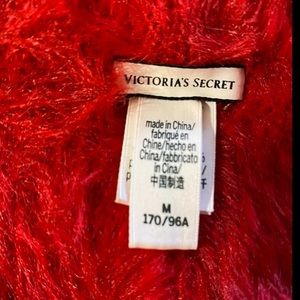 VICTORIA'S SECRET
made in China/
fabriqué en
Chine/hecho en
China/fabbricato
in Cina/
中国制造
M
170/96A